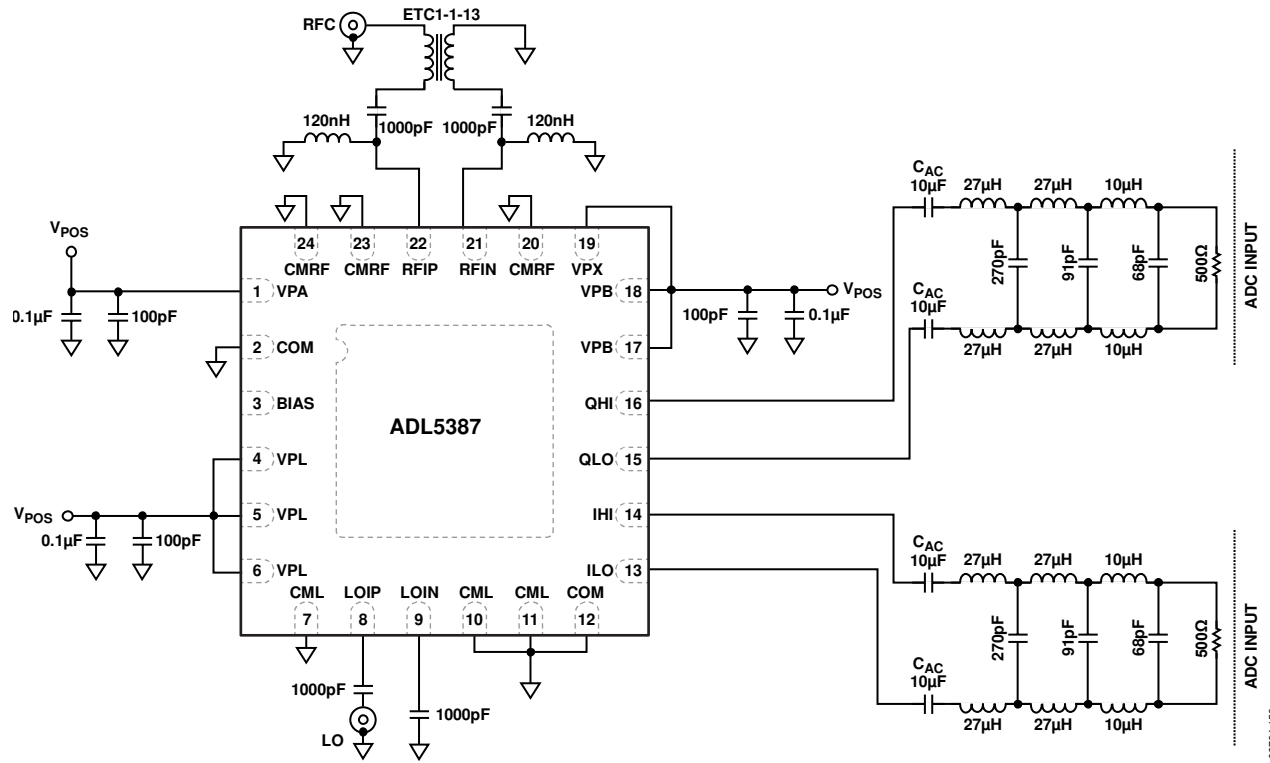 ETC1-1-13
RFC
120nH
1000pF
1000pF
120nH
24
23
22
21
20
19
CMRF
CMRF
RFIP
RFIN
CMRF
VPX
VPOS
1 VPA
0.1µF
100pF
2 COM
3 BIAS
4 VPL
VPOS
5 VPL
0.1µF
100pF
6 VPL
ADL5387
VPB 18
VPOS
100pF
0.1µF
VPB 17
QHI 16
QLO 15
IHI 14
ILO 13
CML
LOIP
LOIN
CML
CML
COM
7
8
9
10
11
12
1000pF
LO
1000pF
CAC
10µF
27µH
27µH
10µH
270pF
91pF
68pF
500Ω
ADC INPUT
CAC
10µF
27µH
27µH
10µH
CAC
10µF
27µH
27µH
10µH
270pF
91pF
68pF
500Ω
ADC INPUT
CAC
10µF
27µH
27µH
10µH